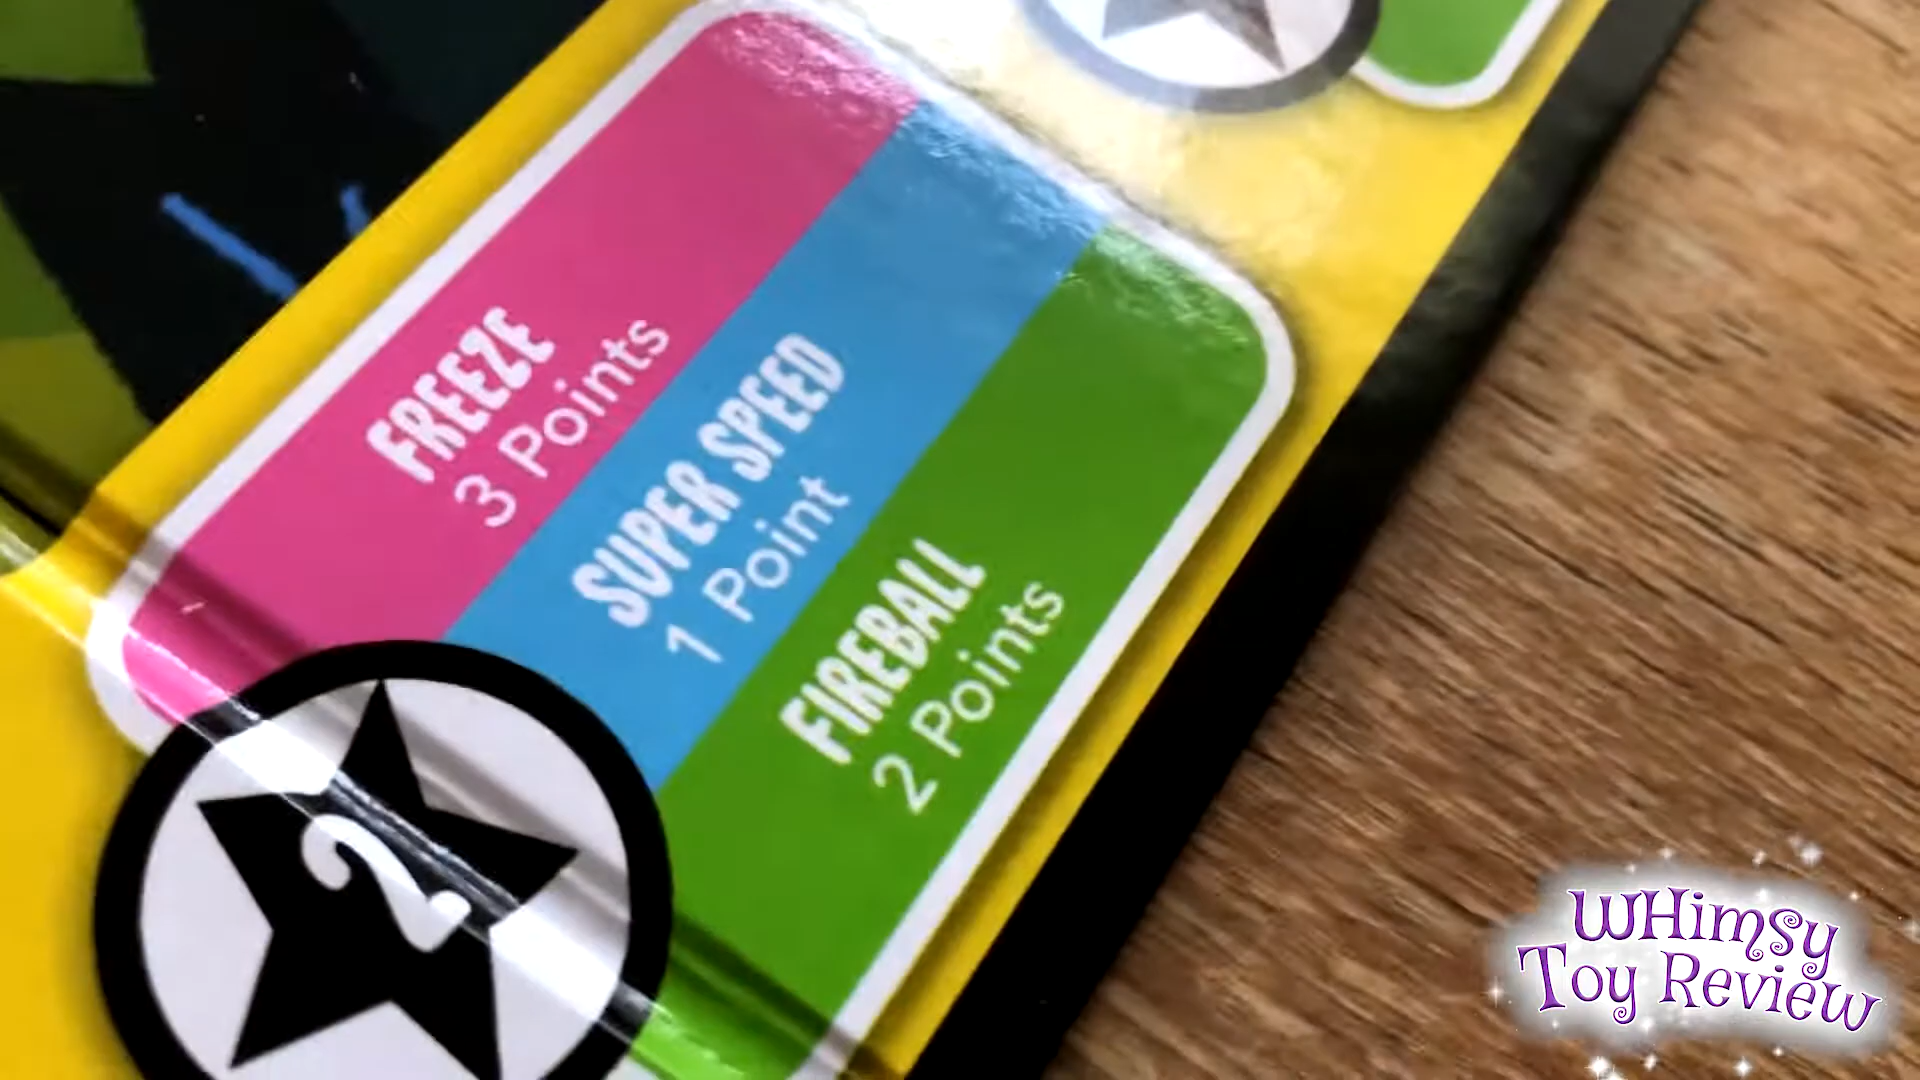 FREEZE
3 Points
SUPER SPEED
1 Point
FIREBALL
2 Points
2
WHimsy
Toy Review